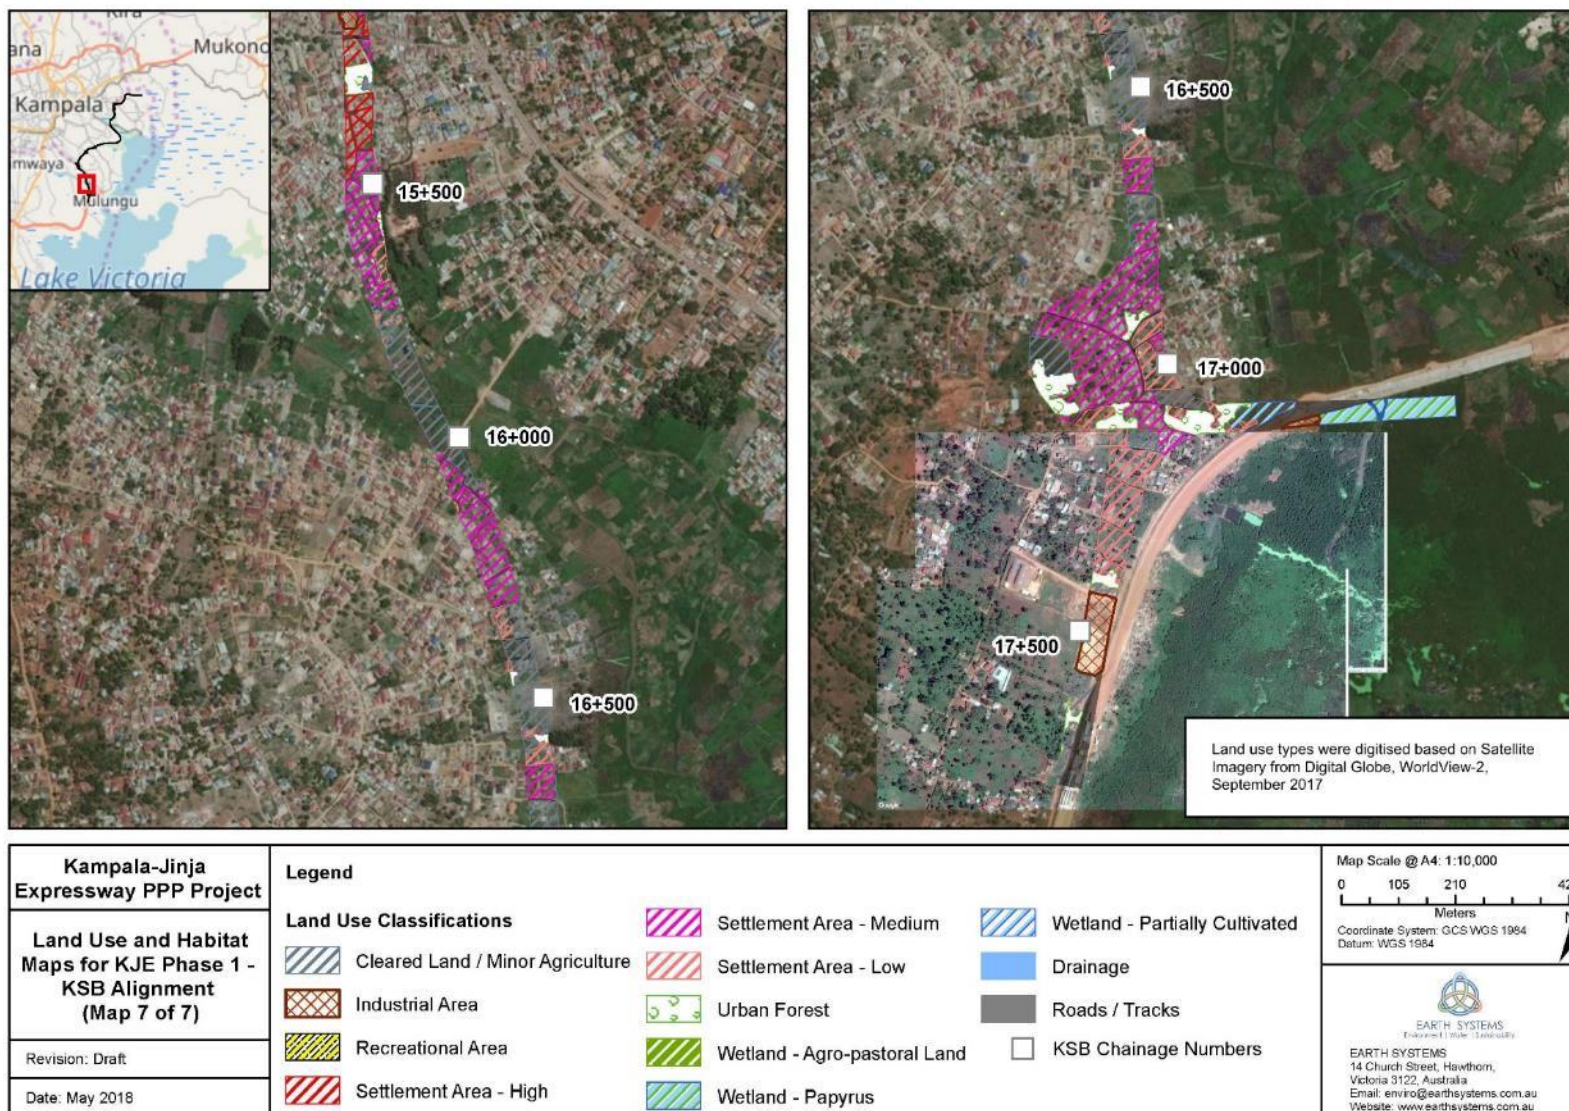 Kira
ana
Mukono
Kampala
mwaya
Mulungu
Lake Victoria
15+500
16+000
16+500
16+500
17+000
17+500
Google
Land use types were digitised based on Satellite
Imagery from Digital Globe, WorldView-2,
September 2017
Kampala-Jinja
Expressway PPP Project
Land Use and Habitat
Maps for KJE Phase 1 -
KSB Alignment
(Map 7 of 7)
Revision: Draft
Date: May 2018
Legend
Land Use Classifications
Cleared Land / Minor Agriculture
Industrial Area
Recreational Area
Settlement Area - High
Settlement Area - Medium
Settlement Area - Low
Urban Forest
Wetland - Agro-pastoral Land
Wetland - Papyrus
Wetland - Partially Cultivated
Drainage
Roads / Tracks
KSB Chainage Numbers
Map Scale @ A4: 1:10,000
0 105 210 42
Meters
N
Coordinate System: GCS WGS 1984
Datum: WGS 1984
EARTH SYSTEMS
Environment | Water | Sustainability
EARTH SYSTEMS
14 Church Street, Hawthorn,
Victoria 3122, Australia
Email: enviro@earthsystems.com.au
Website: www.earthsystems.com.au